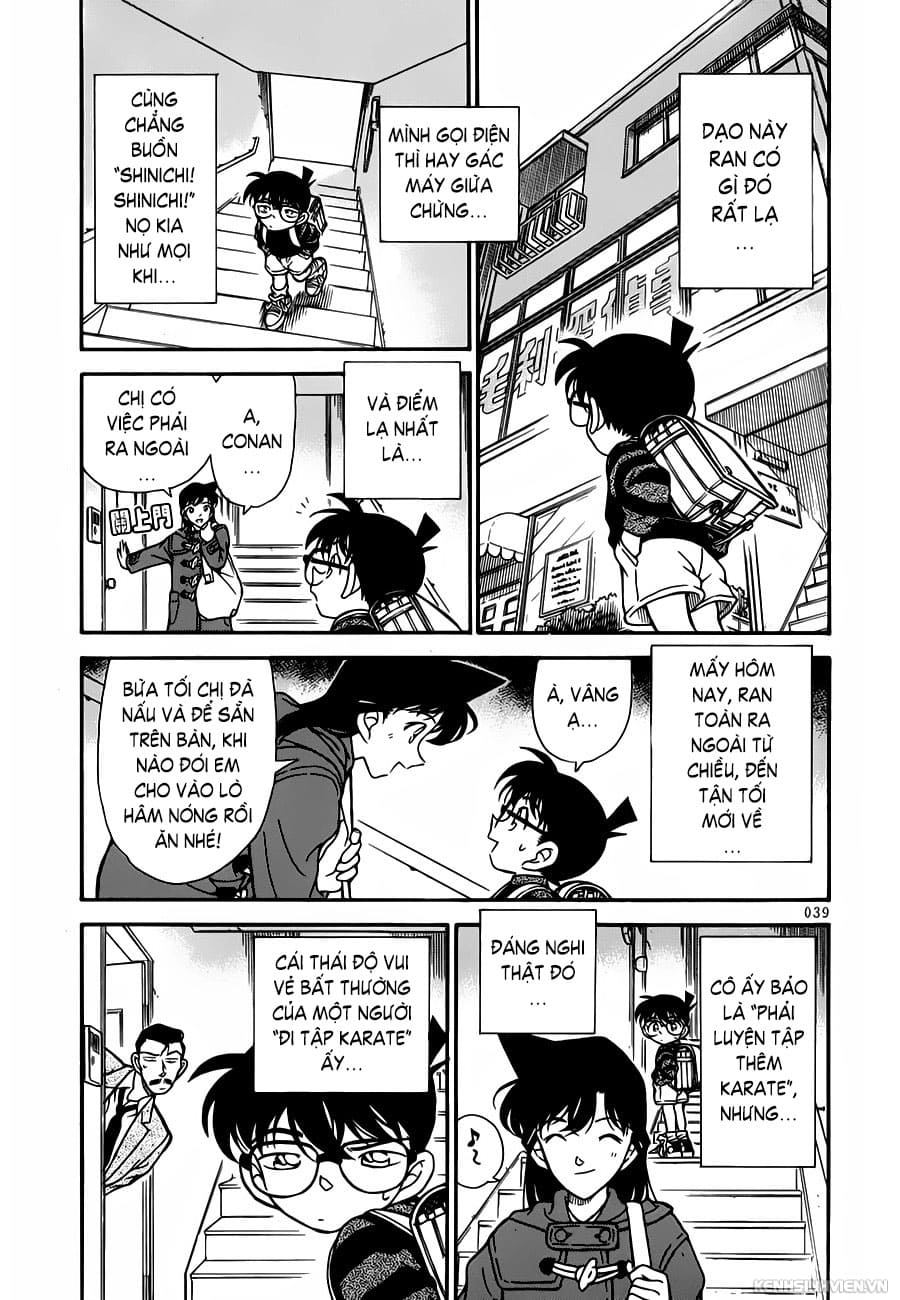 DẠO NÀY
RAN CÓ
GÌ ĐÓ
RẤT LẠ
...
毛利探偵事
MÌNH GỌI ĐIỆN
THÌ HAY GÁC
MÁY GIỮA
CHỪNG...
CŨNG
CHẲNG
BUỒN
“SHINICHI!
SHINICHI!”
NỌ KIA
NHƯ MỌI
KHI...
VÀ ĐIỂM
LẠ NHẤT
LÀ...
A,
CONAN
...
CHỊ CÓ
VIỆC PHẢI
RA NGOÀI
...
MẤY HÔM
NAY, RAN
TOÀN RA
NGOÀI TỪ
CHIỀU, ĐẾN
TẬN TỐI
MỚI VỀ
...
À, VÂNG
Ạ...
BỮA TỐI CHỊ ĐÃ
NẤU VÀ ĐỂ SẴN
TRÊN BÀN, KHI
NÀO ĐÓI EM
CHO VÀO LÒ
HÂM NÓNG RỒI
ĂN NHÉ!
039
CÔ ẤY BẢO
LÀ “PHẢI
LUYỆN TẬP
THÊM
KARATE”,
NHƯNG...
ĐÁNG NGHI
THẬT ĐÓ
...
CÁI THÁI ĐỘ VUI
VẺ BẤT THƯỜNG
CỦA MỘT NGƯỜI
“ĐI TẬP KARATE”
ẤY...
KENHSINHVIEN.VN